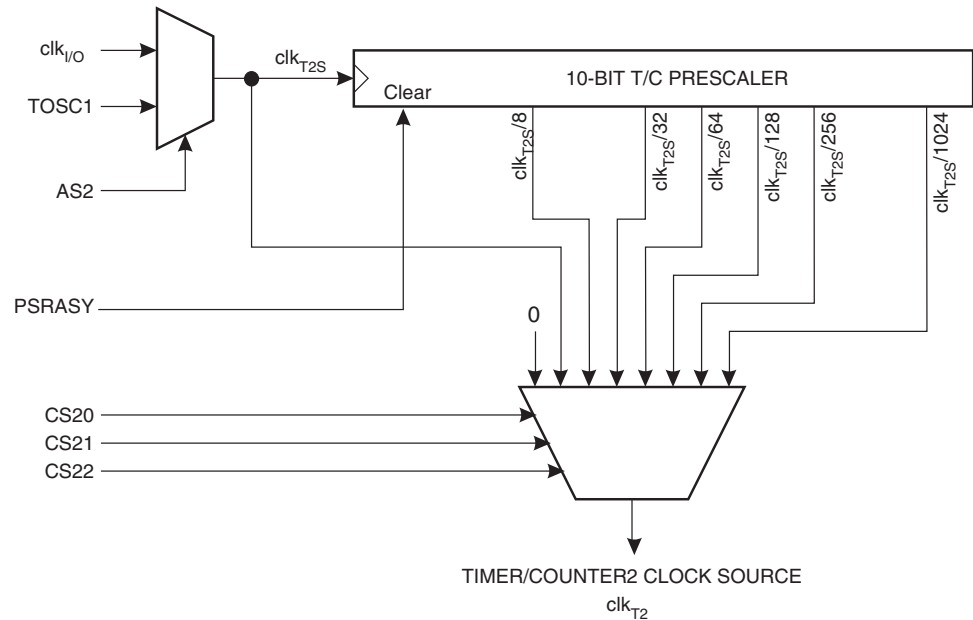 clkI/O
TOSC1
AS2
PSRASY
clkT2S
10-BIT T/C PRESCALER
Clear
clkT2S/8
clkT2S/32
clkT2S/64
clkT2S/128
clkT2S/256
clkT2S/1024
0
CS20
CS21
CS22
TIMER/COUNTER2 CLOCK SOURCE
clkT2